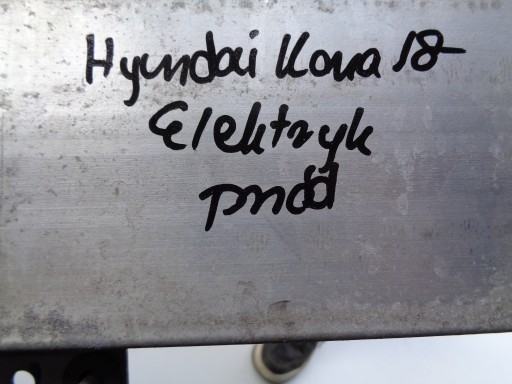 Hyundai Kona 18-
Elektryk
przód